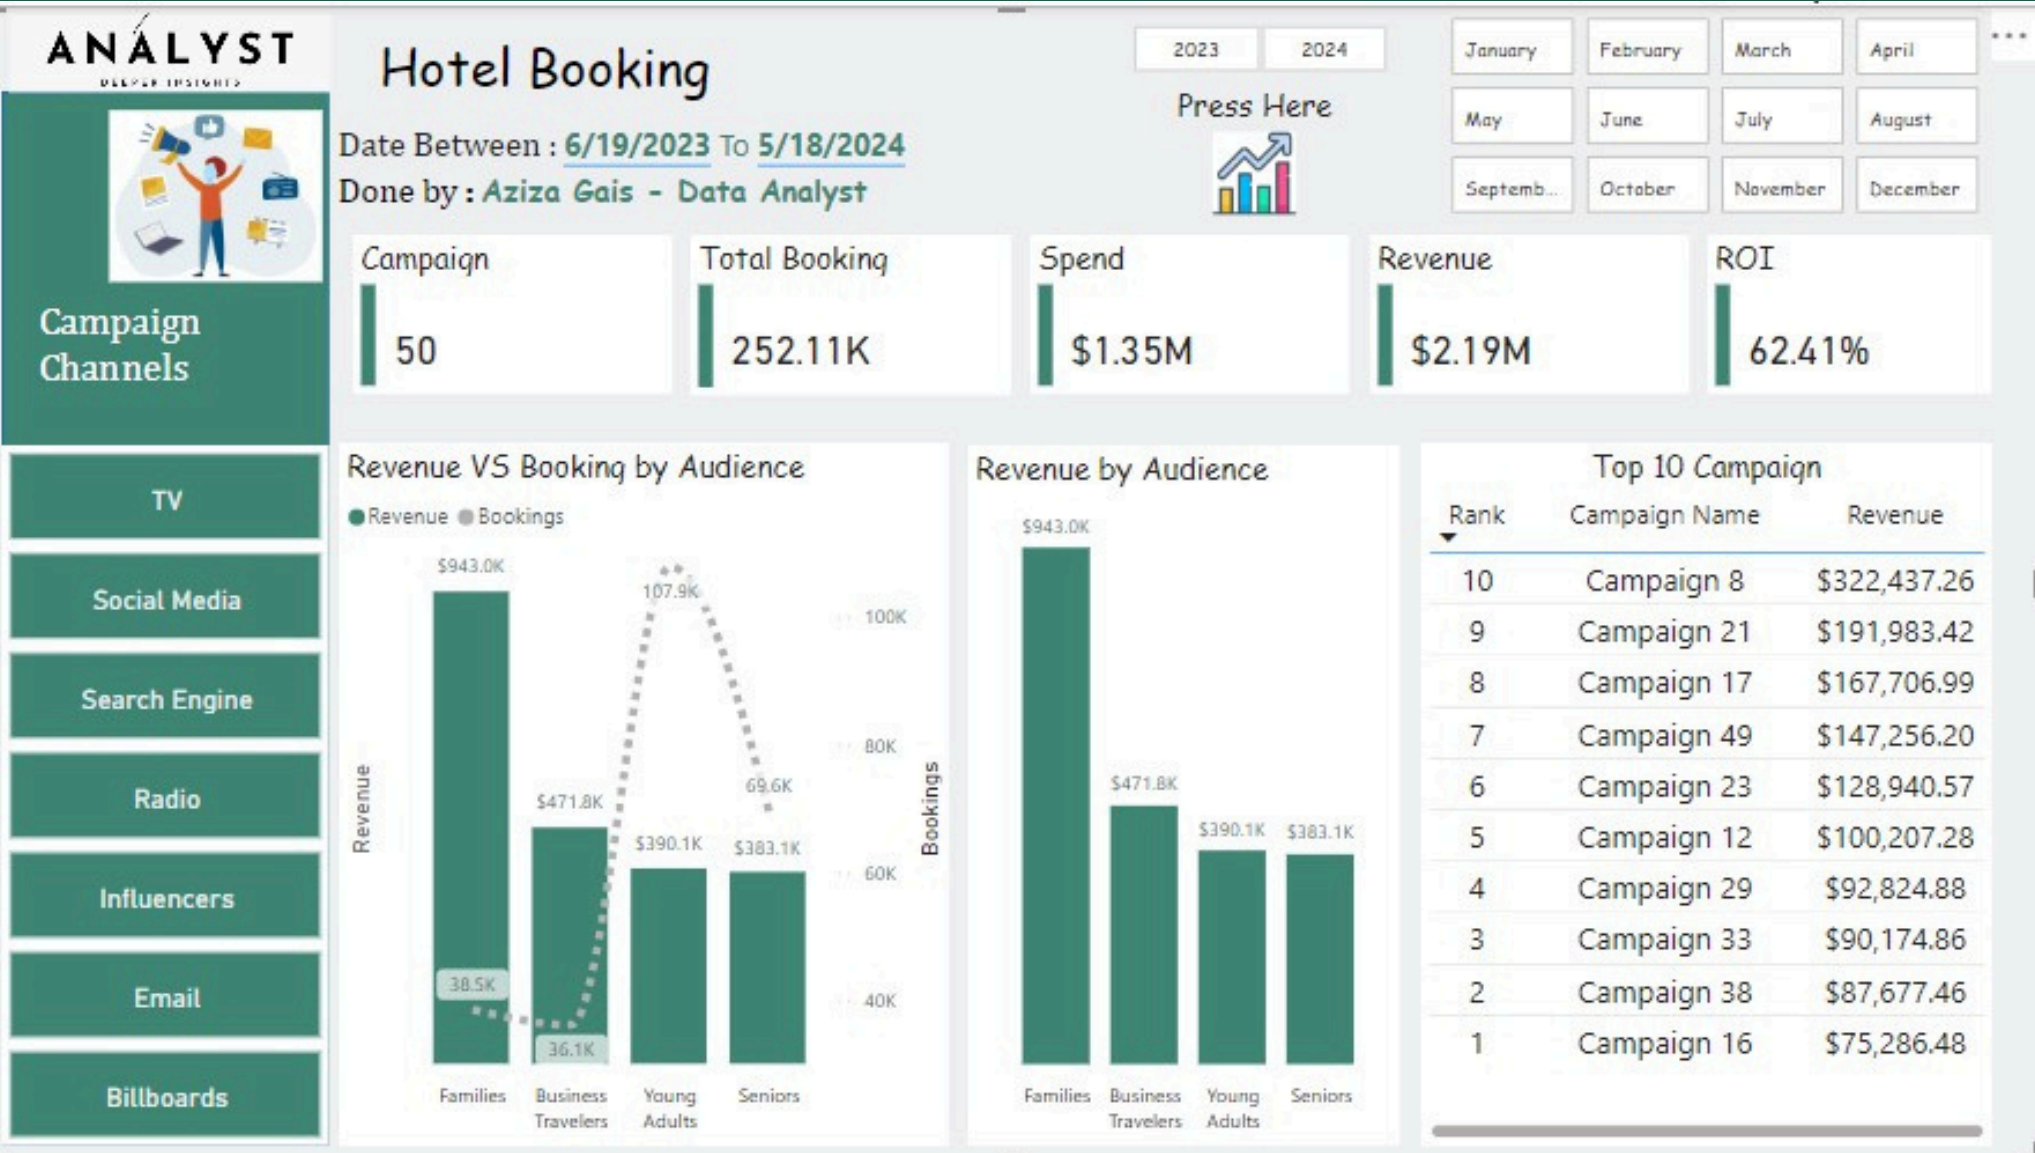 ANÁLYST
DEEPER INSIGHTS
Campaign
Channels
TV
Social Media
Search Engine
Radio
Influencers
Email
Billboards
Hotel Booking
Date Between : 6/19/2023 To 5/18/2024
Done by : Aziza Gais - Data Analyst
2023 2024
Press Here
January February March April
May June July August
Septemb... October November December
Campaign
50
Total Booking
252.11K
Spend
$1.35M
Revenue
$2.19M
ROI
62.41%
Revenue VS Booking by Audience
Revenue Bookings
$943.0K
107.9K
100K
80K
69.6K
$471.8K
$390.1K
$383.1K
60K
38.5K
40K
36.1K
Revenue
Bookings
Families
Business
Travelers
Young
Adults
Seniors
Revenue by Audience
$943.0K
$471.8K
$390.1K
$383.1K
Families
Business
Travelers
Young
Adults
Seniors
Top 10 Campaign
Rank Campaign Name Revenue
10 Campaign 8 $322,437.26
9 Campaign 21 $191,983.42
8 Campaign 17 $167,706.99
7 Campaign 49 $147,256.20
6 Campaign 23 $128,940.57
5 Campaign 12 $100,207.28
4 Campaign 29 $92,824.88
3 Campaign 33 $90,174.86
2 Campaign 38 $87,677.46
1 Campaign 16 $75,286.48